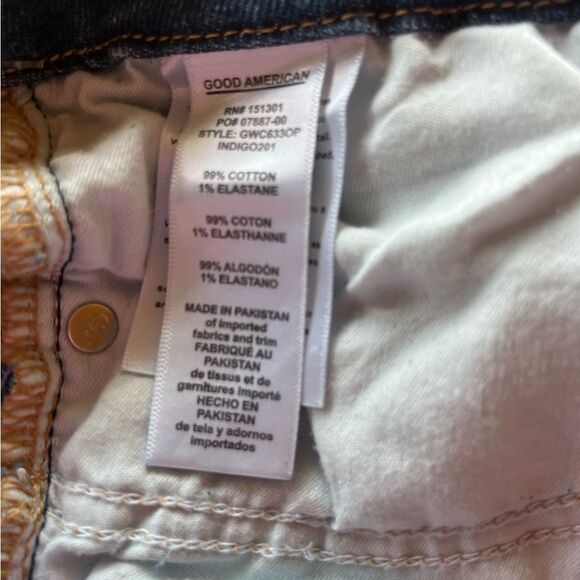 GOOD AMERICAN
RN# 151301
PO# 07887-00
STYLE: GWC633OP
INDIGO201
99% COTTON
1% ELASTANE
99% COTON
1% ELASTHANNE
99% ALGODÓN
1% ELASTANO
MADE IN PAKISTAN
of imported
fabrics and trim
FABRIQUÉ AU
PAKISTAN
de tissus et de
garnitures importé
HECHO EN
PAKISTAN
de tela y adornos
importados